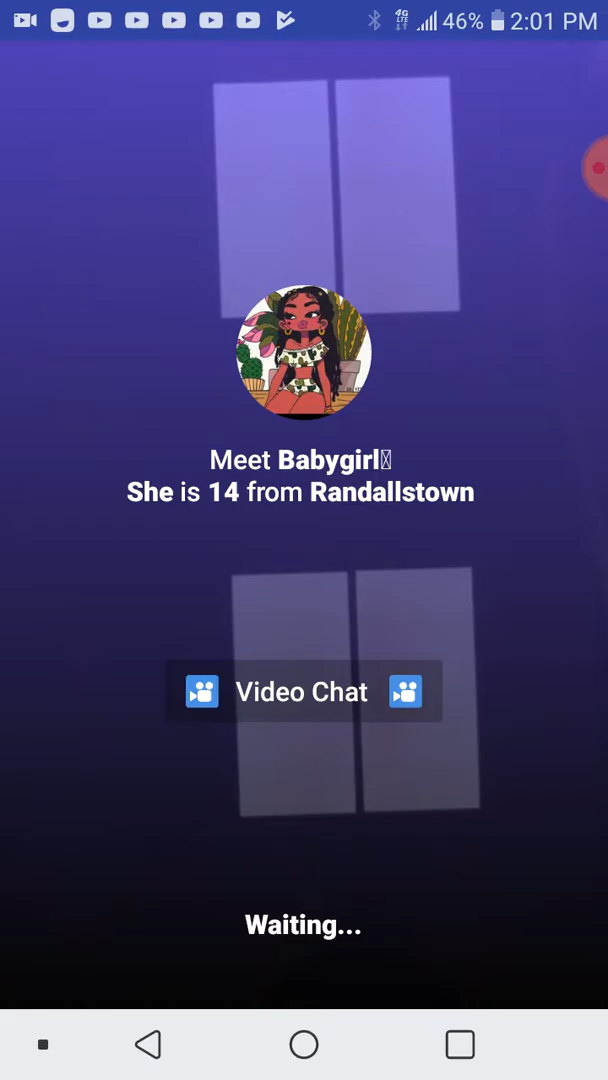 46% 2:01 PM
Meet Babygirl
She is 14 from Randallstown
Video Chat
Waiting...